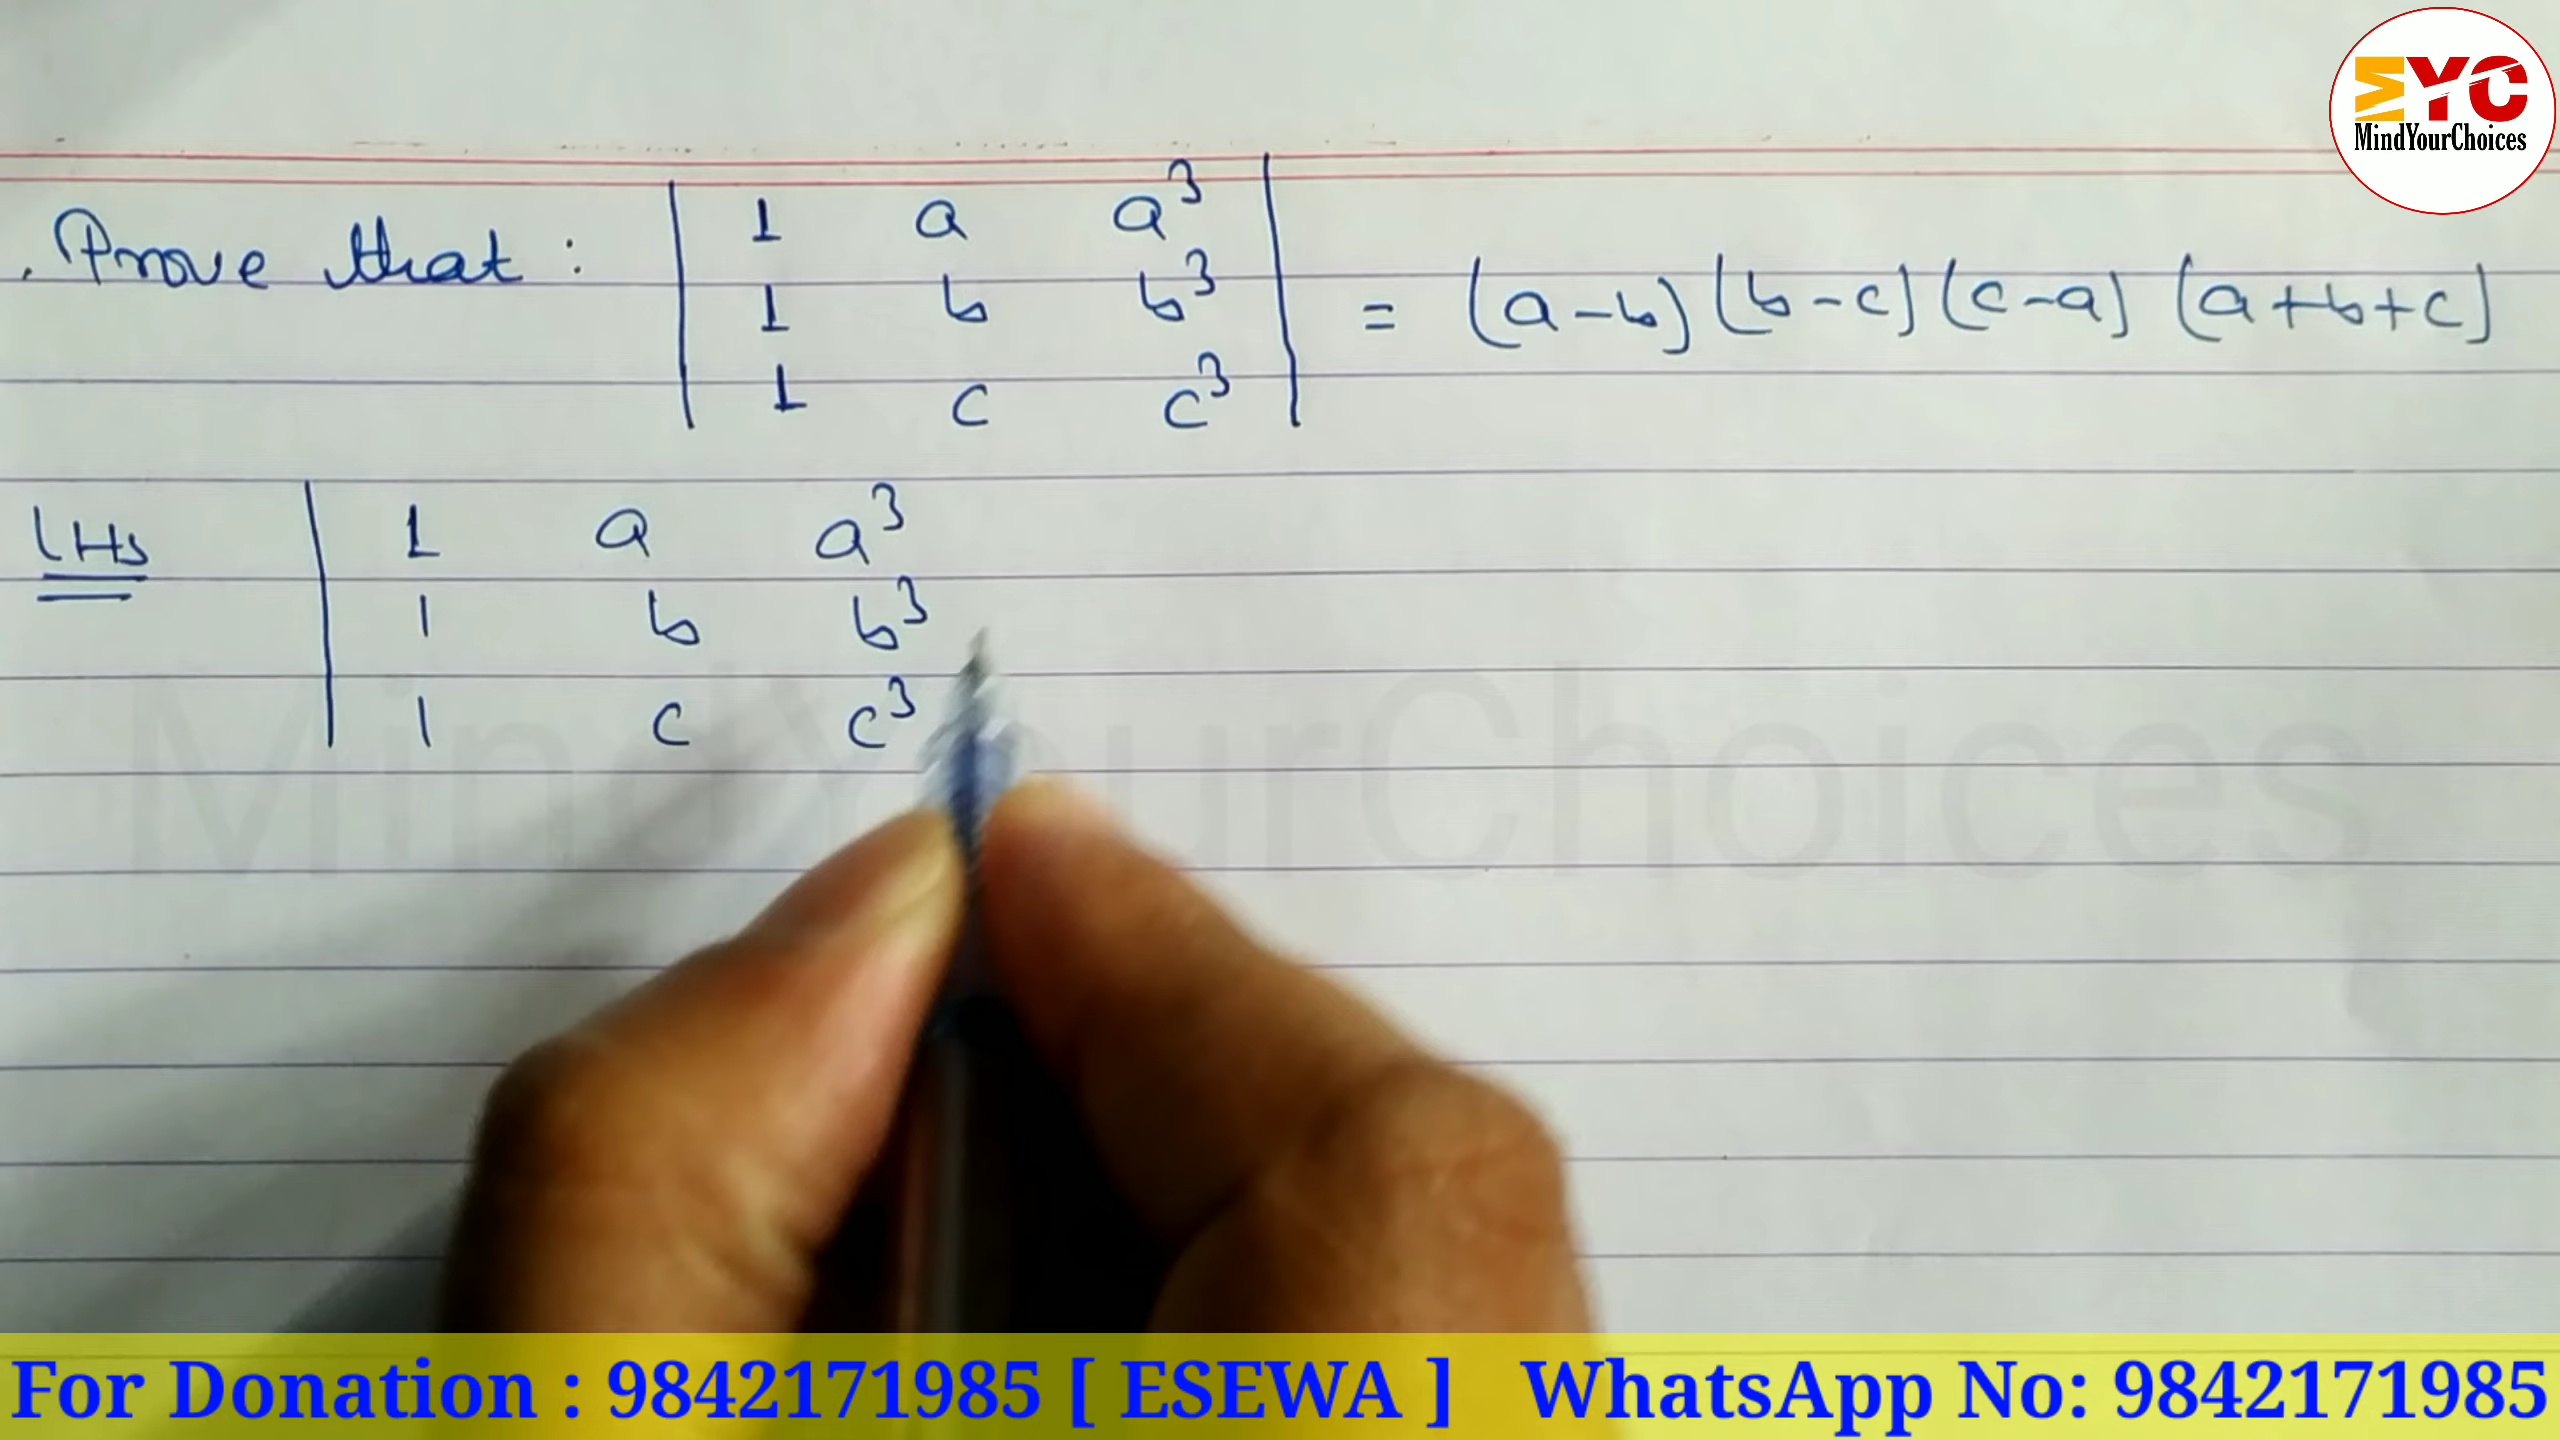 MYC
MindYourChoices
. Prove that : | 1 a a³ |
| 1 b b³ | = (a-b) (b-c) (c-a) (a+b+c)
| 1 c c³ |
LHS | 1 a a³
| 1 b b³
| 1 c c³
MindYourChoices
For Donation : 9842171985 [ ESEWA ] WhatsApp No: 9842171985